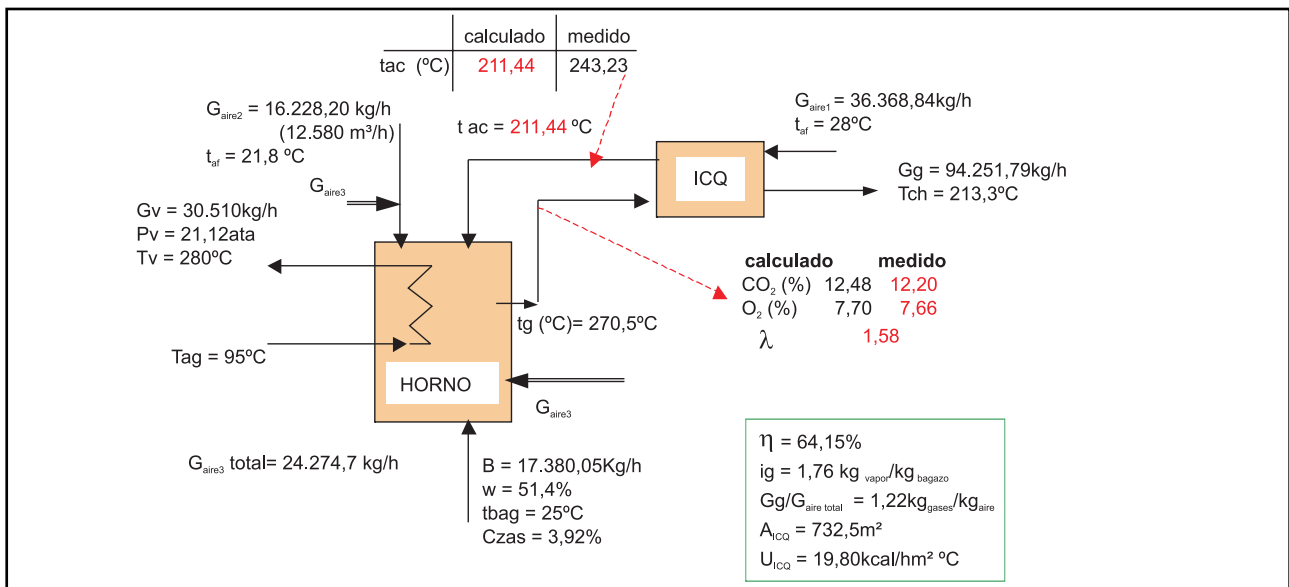 calculado medido
tac (ºC) 211,44 243,23
Gaire2 = 16.228,20 kg/h
(12.580 m³/h)
taf = 21,8 ºC
t ac = 211,44 ºC
Gaire1 = 36.368,84kg/h
taf = 28ºC
ICQ
Gg = 94.251,79kg/h
Tch = 213,3ºC
Gaire3
Gv = 30.510kg/h
Pv = 21,12ata
Tv = 280ºC
calculado medido
CO2 (%) 12,48 12,20
O2 (%) 7,70 7,66
λ 1,58
tg (ºC)= 270,5ºC
Tag = 95ºC
HORNO
Gaire3
Gaire3 total= 24.274,7 kg/h
B = 17.380,05Kg/h
w = 51,4%
tbag = 25ºC
Czas = 3,92%
η = 64,15%
ig = 1,76 kg vapor/kg bagazo
Gg/Gaire total = 1,22kggases/kgaire
AICQ = 732,5m²
UICQ = 19,80kcal/hm² ºC